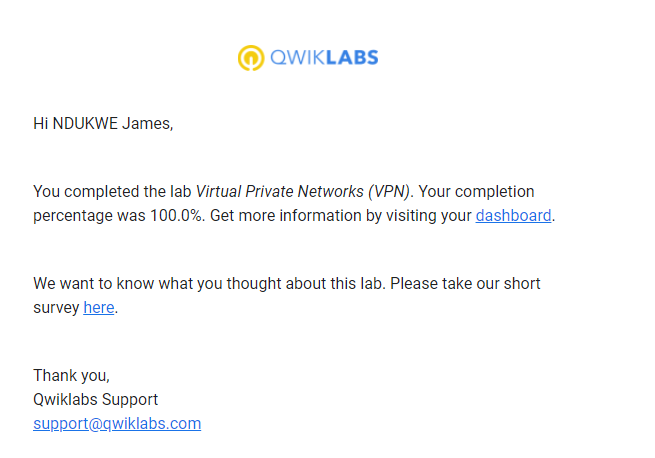 QWIKLABS
Hi NDUKWE James,
You completed the lab Virtual Private Networks (VPN). Your completion
percentage was 100.0%. Get more information by visiting your dashboard.
We want to know what you thought about this lab. Please take our short
survey here.
Thank you,
Qwiklabs Support
support@qwiklabs.com